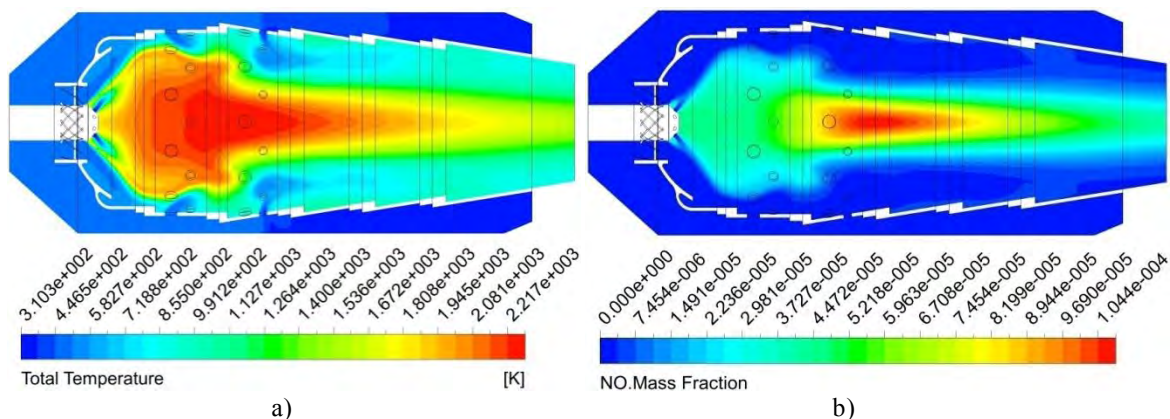 3.103e+002
4.465e+002
5.827e+002
7.188e+002
8.550e+002
9.912e+002
1.127e+003
1.264e+003
1.400e+003
1.536e+003
1.672e+003
1.808e+003
1.945e+003
2.081e+003
2.217e+003
Total Temperature [K]
a)
0.000e+000
7.454e-006
1.491e-005
2.236e-005
2.981e-005
3.727e-005
4.472e-005
5.218e-005
5.963e-005
6.708e-005
7.454e-005
8.199e-005
8.944e-005
9.690e-005
1.044e-004
NO.Mass Fraction
b)